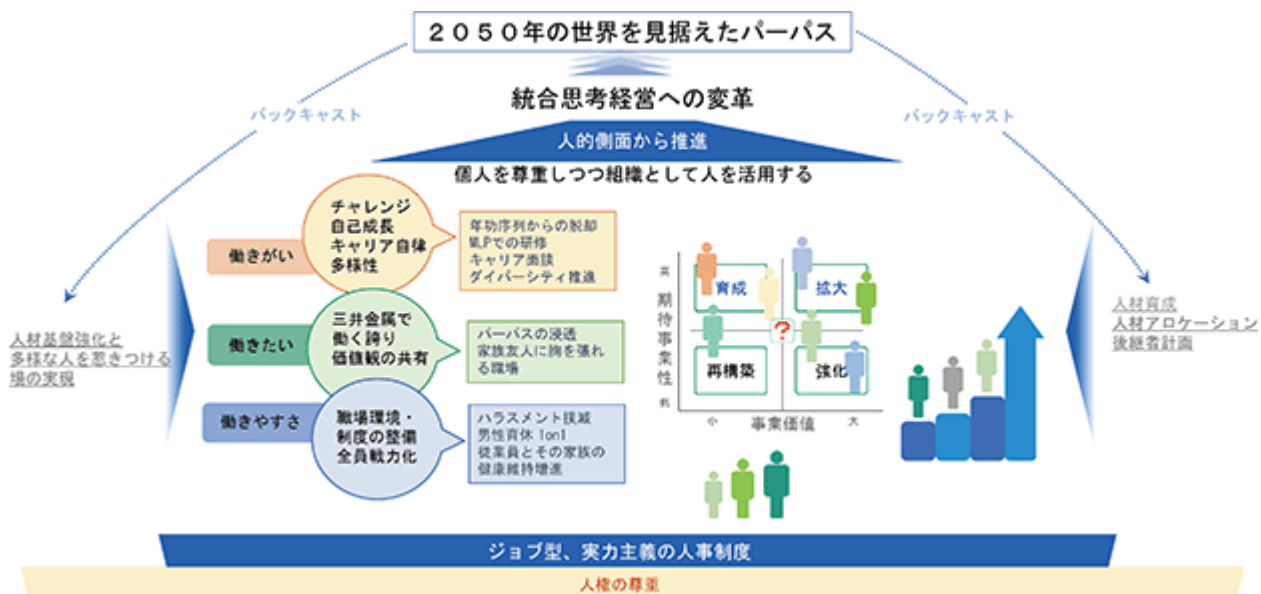 2050年の世界を見据えたパーパス
バックキャスト
バックキャスト
統合思考経営への変革
人的側面から推進
個人を尊重しつつ組織として人を活用する
働きがい
チャレンジ
自己成長
キャリア自律
多様性
年功序列からの脱却
MLPでの研修
キャリア面談
ダイバーシティ推進
働きたい
三井金属で
働く誇り
価値観の共有
パーパスの浸透
家族友人に胸を張れ
る職場
働きやすさ
職場環境・
制度の整備
全員戦力化
ハラスメント撲滅
男性育休 1on1
従業員とその家族の
健康維持増進
人材基盤強化と
多様な人を惹きつける
場の実現
高
期待事業性
低
育成
拡大
?
再構築
強化
小
事業価値
大
人材育成
人材アロケーション
後継者計画
ジョブ型、実力主義の人事制度
人権の尊重